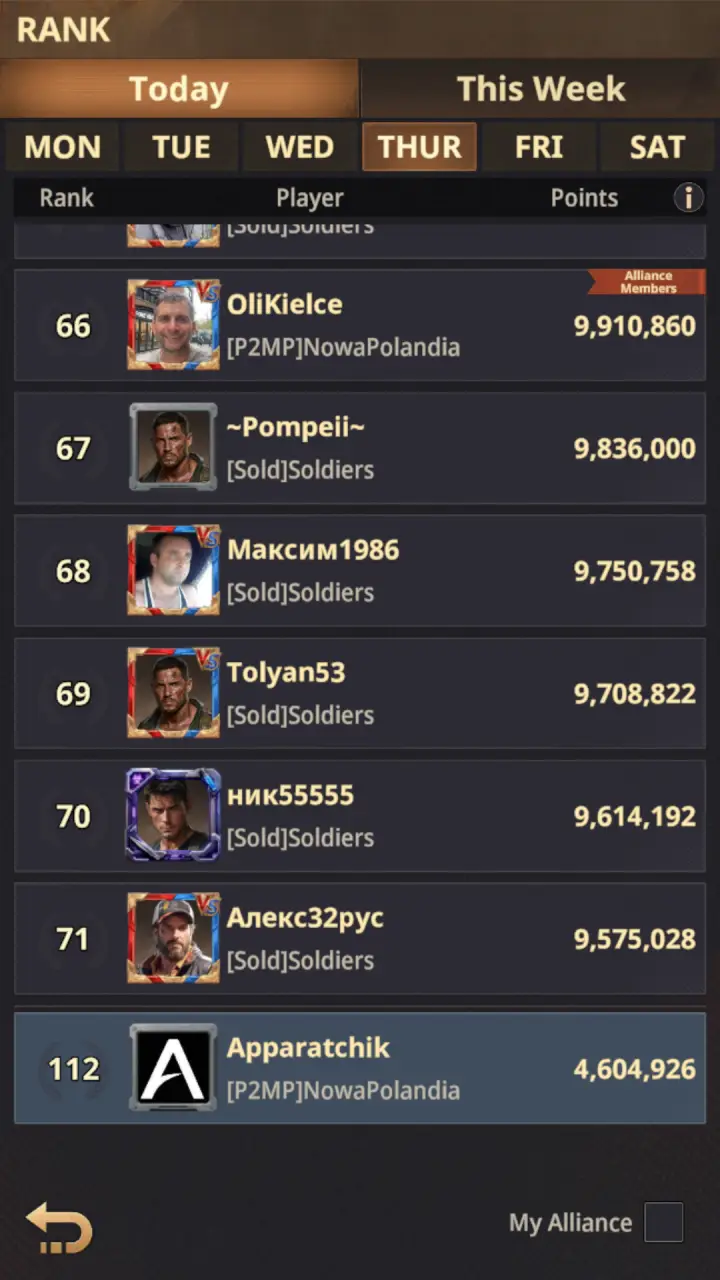 RANK
Today
This Week
MON
TUE
WED
THUR
FRI
SAT
Rank
Player
Points
[Sold]Soldiers
66
OliKielce
[P2MP]NowaPolandia
Alliance
Members
9,910,860
67
~Pompeii~
[Sold]Soldiers
9,836,000
68
Максим1986
[Sold]Soldiers
9,750,758
69
Tolyan53
[Sold]Soldiers
9,708,822
70
ник55555
[Sold]Soldiers
9,614,192
71
Алекс32рус
[Sold]Soldiers
9,575,028
112
Apparatchik
[P2MP]NowaPolandia
4,604,926
My Alliance